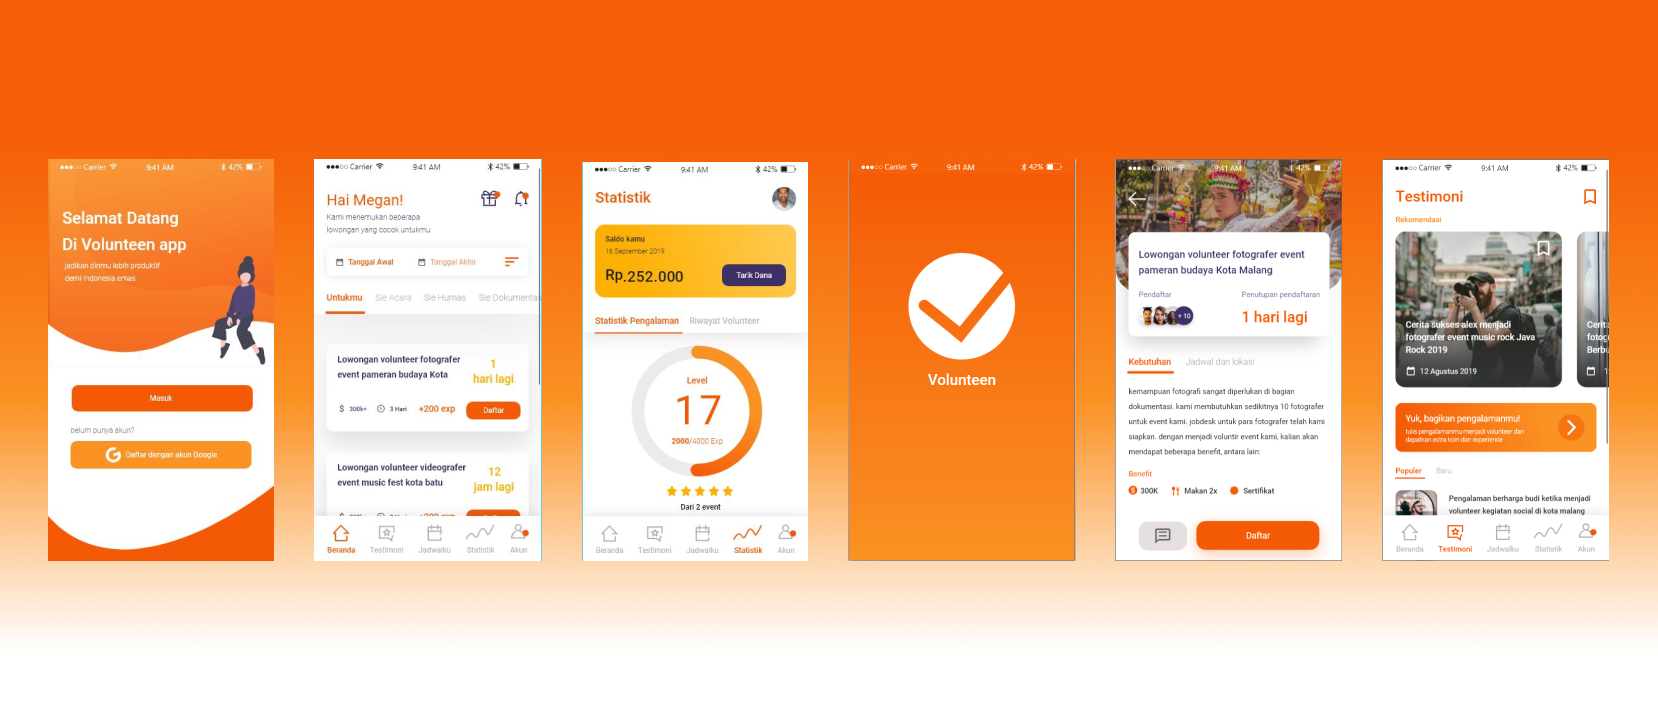 Carrier 9:41 AM 42%
Selamat Datang
Di Volunteen app
jadikan dirimu lebih produktif
demi Indonesia emas
Masuk
belum punya akun?
Daftar dengan akun Google
Carrier 9:41 AM 42%
Hai Megan!
Kami menemukan beberapa
lowongan yang cocok untukmu
Tanggal Awal Tanggal Akhir
Untukmu Sie Acara Sie Humas Sie Dokumentas
Lowongan volunteer fotografer
event pameran budaya Kota
1
hari lagi
$ 300k+ 3 Hari +200 exp Daftar
Lowongan volunteer videografer
event music fest kota batu
12
jam lagi
Beranda Testimoni Jadwalku Statistik Akun
Carrier 9:41 AM 42%
Statistik
Saldo kamu
16 September 2019
Rp.252.000
Tarik Dana
Statistik Pengalaman Riwayat Volunteer
Level
17
2000/4000 Exp
Dari 2 event
Beranda Testimoni Jadwalku Statistik Akun
Carrier 9:41 AM 42%
Volunteen
Carrier 9:41 AM 42%
Lowongan volunteer fotografer event
pameran budaya Kota Malang
Pendaftar Penutupan pendaftaran
+ 10 1 hari lagi
Kebutuhan Jadwal dan lokasi
kemampuan fotografi sangat diperlukan di bagian
dokumentasi. kami membutuhkan sedikitnya 10 fotografer
untuk event kami. jobdesk untuk para fotografer telah kami
siapkan. dengan menjadi voluntir event kami, kalian akan
mendapat beberapa benefit, antara lain:
Benefit
$ 300K Makan 2x Sertifikat
Daftar
Carrier 9:41 AM 42%
Testimoni
Rekomendasi
Cerita sukses alex menjadi
fotografer event music rock Java
Rock 2019
12 Agustus 2019
Yuk, bagikan pengalamanmu!
tulis pengalamanmu menjadi volunteer dan
dapatkan extra koin dan experience
Populer Baru
Pengalaman berharga budi ketika menjadi
volunteer kegiatan social di kota malang
Beranda Testimoni Jadwalku Statistik Akun